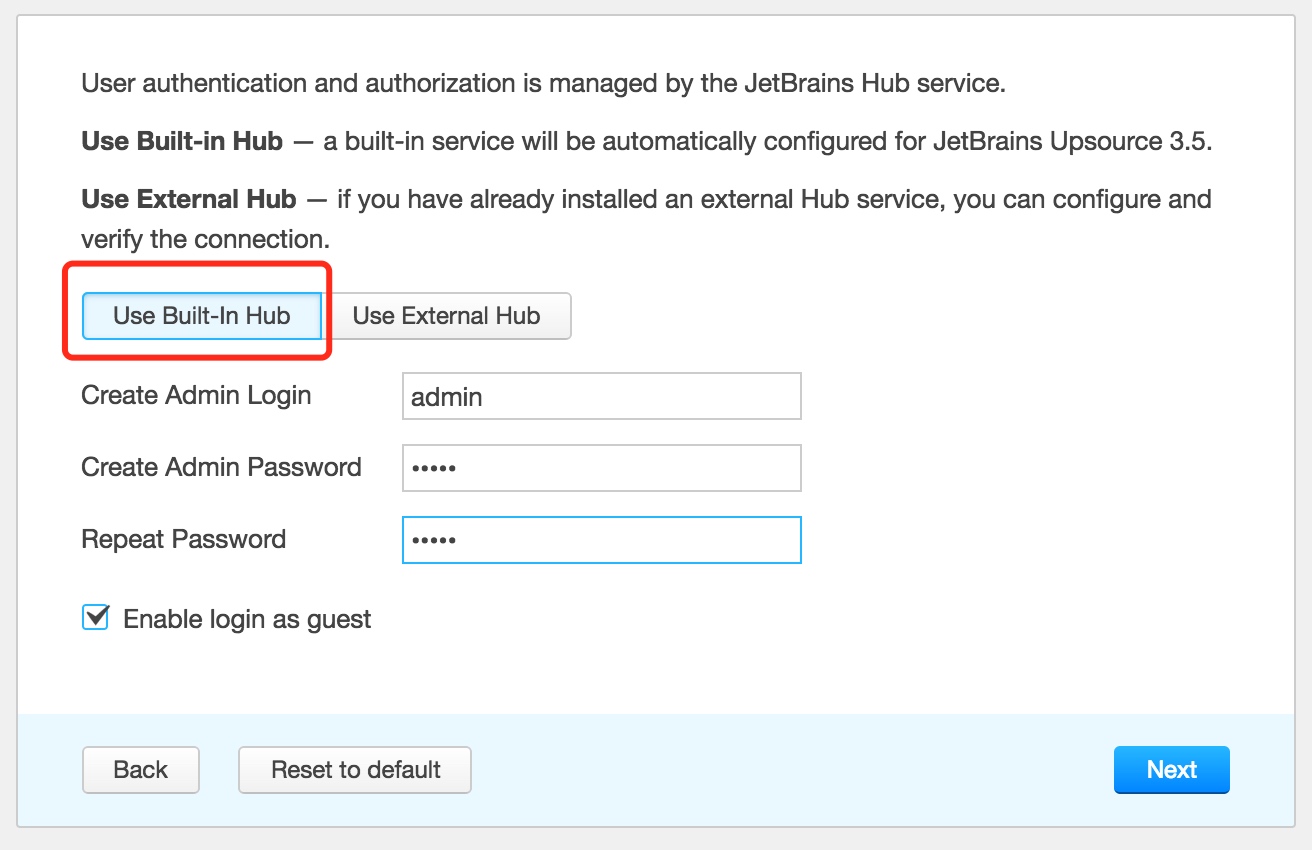 User authentication and authorization is managed by the JetBrains Hub service.
Use Built-in Hub — a built-in service will be automatically configured for JetBrains Upsource 3.5.
Use External Hub — if you have already installed an external Hub service, you can configure and
verify the connection.
Use Built-In Hub Use External Hub
Create Admin Login admin
Create Admin Password •••••
Repeat Password •••••
Enable login as guest
Back Reset to default Next